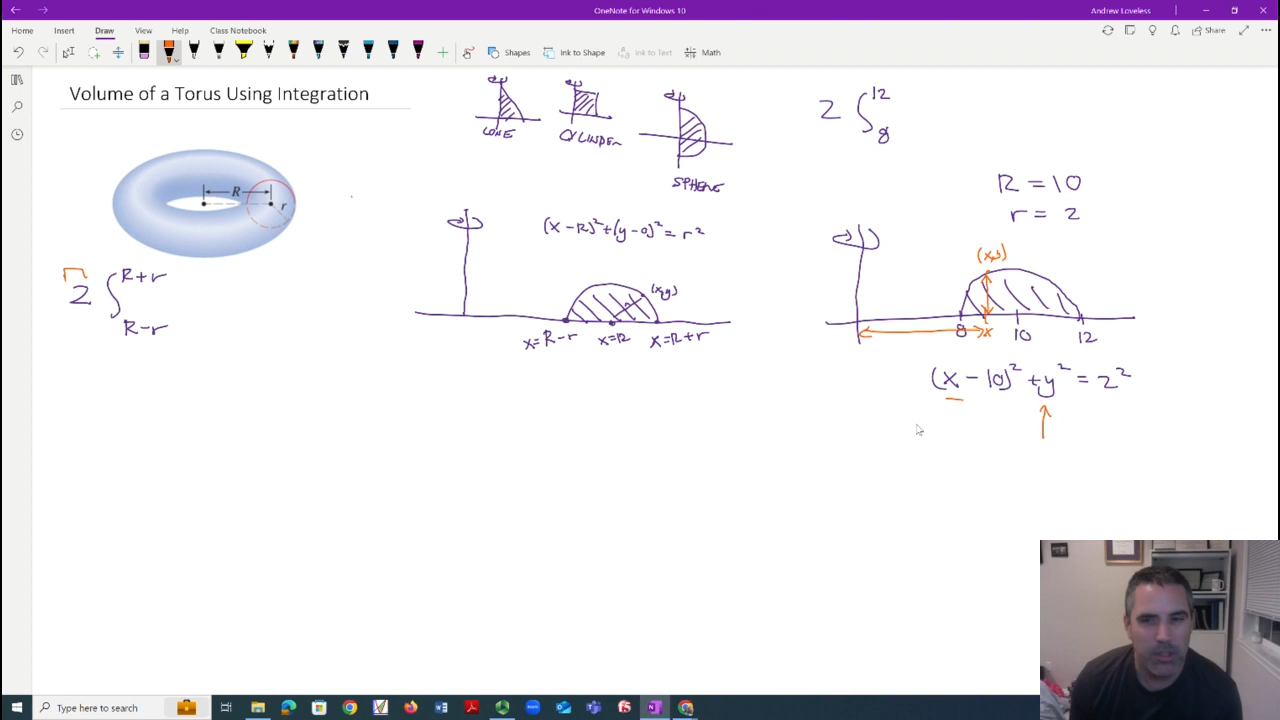 OneNote for Windows 10
Andrew Loveless
Home Insert Draw View Help Class Notebook
Share
Shapes
Ink to Shape
Ink to Text
Math
Volume of a Torus Using Integration
CONE
CYLINDER
SPHERE
2 ∫ 12 8
R = 10
r = 2
R
r
2 ∫ R+r R-r
(x-R)²+(y-0)²=r²
(x,y)
x=R-r x=R x=R+r
(x,y)
8 x 10 12
(x-10)²+y²=2²
Type here to search